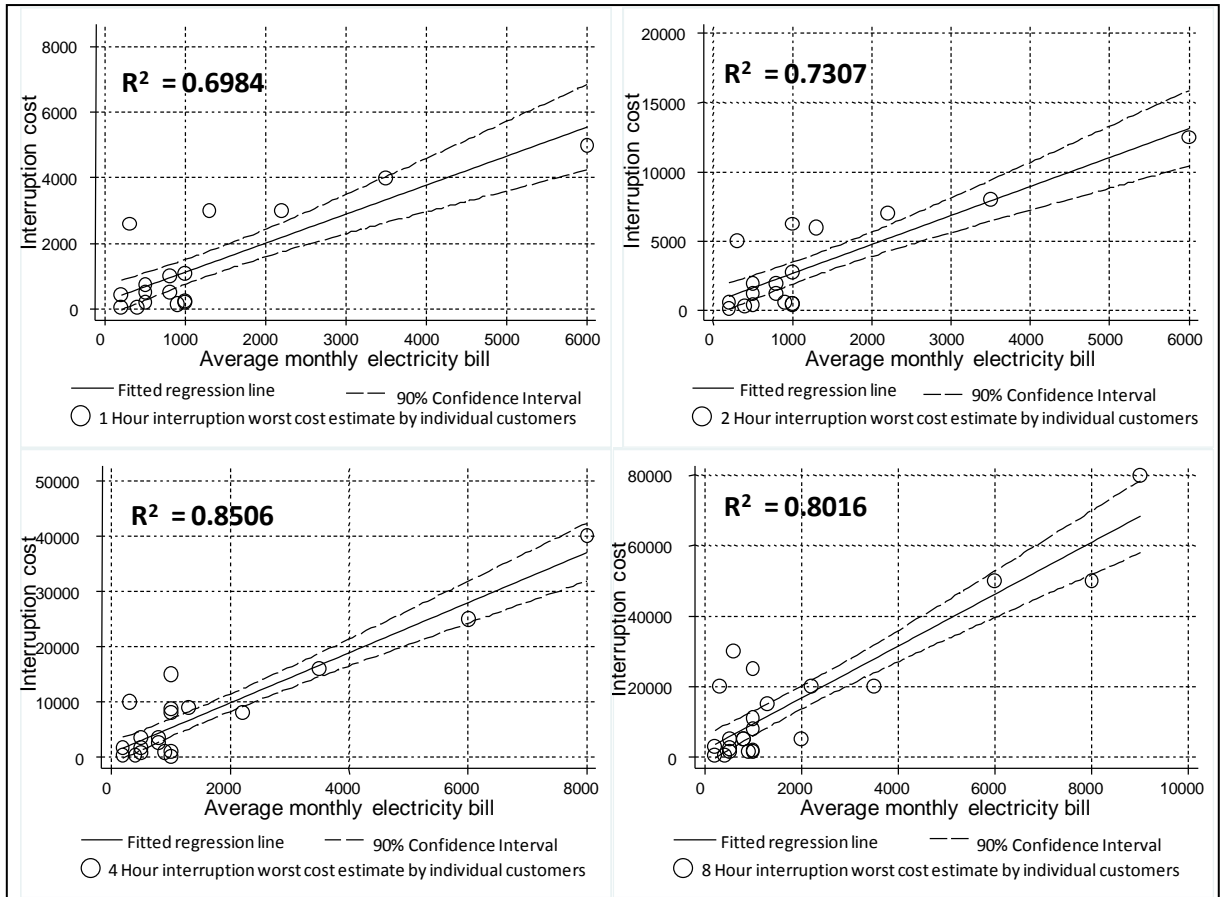 8000
6000
4000
2000
0
Interruption cost
R² = 0.6984
0 1000 2000 3000 4000 5000 6000
Average monthly electricity bill
Fitted regression line 90% Confidence Interval
1 Hour interruption worst cost estimate by individual customers
20000
15000
10000
5000
0
Interruption cost
R² = 0.7307
0 1000 2000 3000 4000 5000 6000
Average monthly electricity bill
Fitted regression line 90% Confidence Interval
2 Hour interruption worst cost estimate by individual customers
50000
40000
30000
20000
10000
0
Interruption cost
R² = 0.8506
0 2000 4000 6000 8000
Average monthly electricity bill
Fitted regression line 90% Confidence Interval
4 Hour interruption worst cost estimate by individual customers
80000
60000
40000
20000
0
Interruption cost
R² = 0.8016
0 2000 4000 6000 8000 10000
Average monthly electricity bill
Fitted regression line 90% Confidence Interval
8 Hour interruption worst cost estimate by individual customers